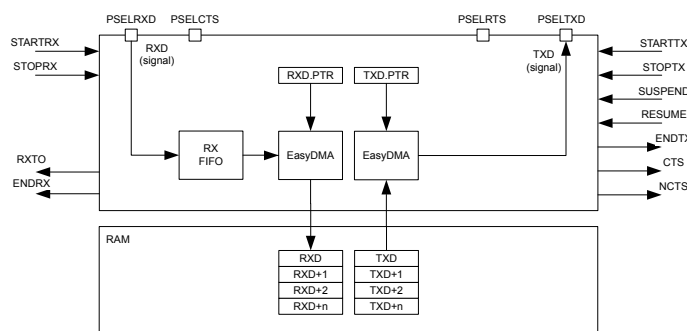 PSELRXD
PSELCTS
PSELRTS
PSELTXD
STARTRX
STOPRX
RXD
(signal)
TXD
(signal)
STARTTX
STOPTX
SUSPEND
RESUME
RXD.PTR
TXD.PTR
RX
FIFO
EasyDMA
EasyDMA
RXTO
ENDRX
ENDTX
CTS
NCTS
RAM
RXD
RXD+1
RXD+2
RXD+n
TXD
TXD+1
TXD+2
TXD+n